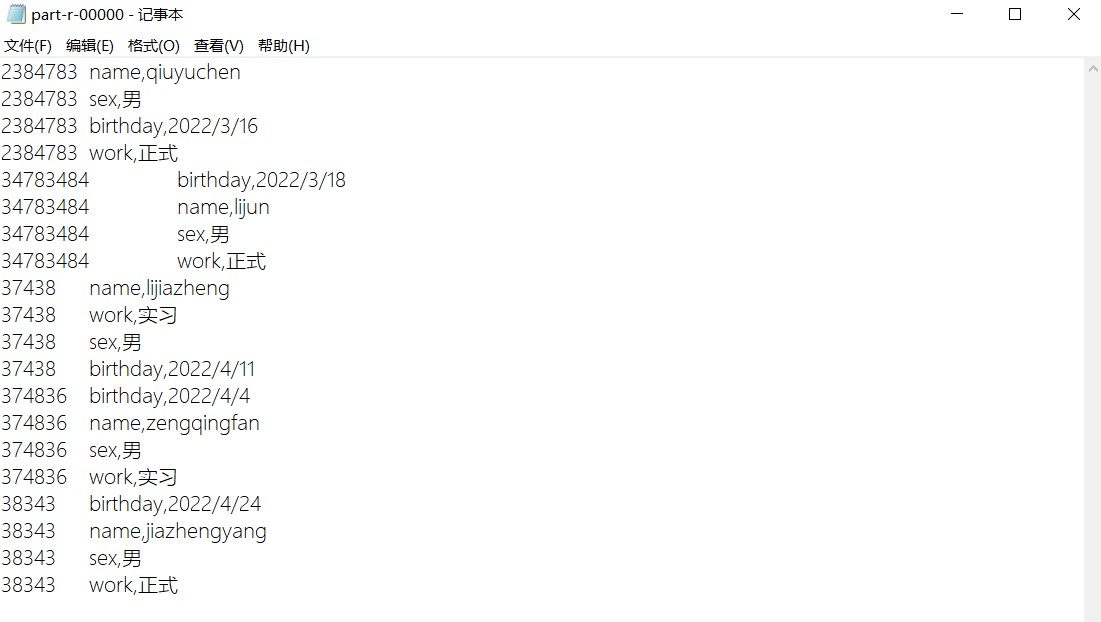 part-r-00000 - 记事本
文件(F) 编辑(E) 格式(O) 查看(V) 帮助(H)
2384783 name,qiuyuchen
2384783 sex,男
2384783 birthday,2022/3/16
2384783 work,正式
34783484 birthday,2022/3/18
34783484 name,lijun
34783484 sex,男
34783484 work,正式
37438 name,lijiazheng
37438 work,实习
37438 sex,男
37438 birthday,2022/4/11
374836 birthday,2022/4/4
374836 name,zengqingfan
374836 sex,男
374836 work,实习
38343 birthday,2022/4/24
38343 name,jiazhengyang
38343 sex,男
38343 work,正式